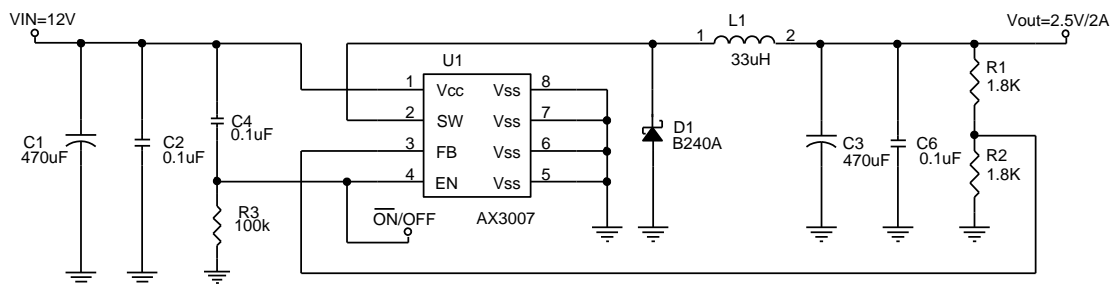 VIN=12V
C1
470uF
C2
0.1uF
C4
0.1uF
R3
100k
U1
1 Vcc Vss 8
2 SW Vss 7
3 FB Vss 6
4 EN Vss 5
AX3007
ON/OFF
D1
B240A
L1
1 2
33uH
C3
470uF
C6
0.1uF
Vout=2.5V/2A
R1
1.8K
R2
1.8K